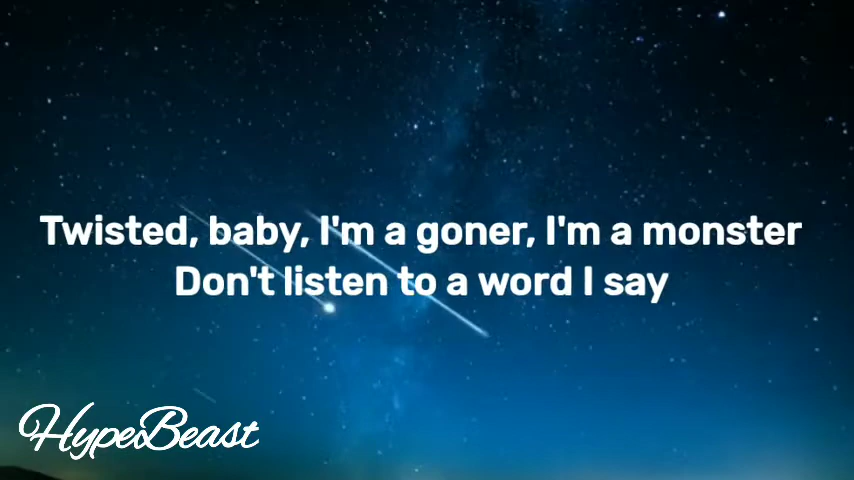 Twisted, baby, I'm a goner, I'm a monster
Don't listen to a word I say
HypeBeast